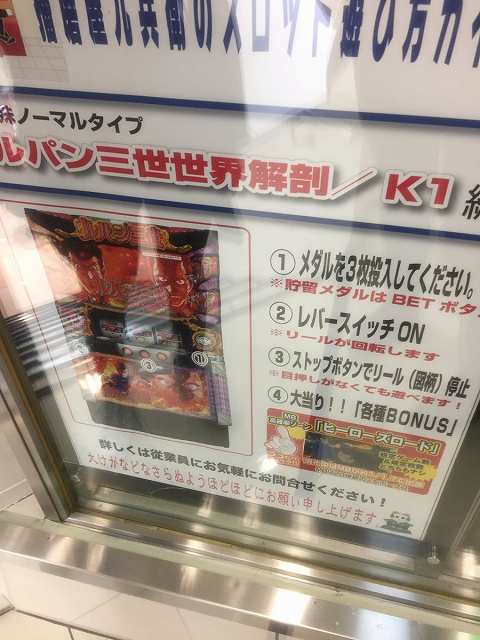 のスロット遊び方ガイ
ノーマルタイプ
ルパン三世世界解剖／K1
① メダルを3枚投入してください。
※貯留メダルは BET ボタ
② レバースイッチ ON
※リールが回転します
③ ストップボタンでリール（図柄）停止
※目押しがなくても遊べます！
④ 大当り！！「各種BONUS」
「ヒーローズロード」
詳しくは従業員にお気軽にお問合せください！
大けがなどなさらぬようほどほどにお願い申し上げます